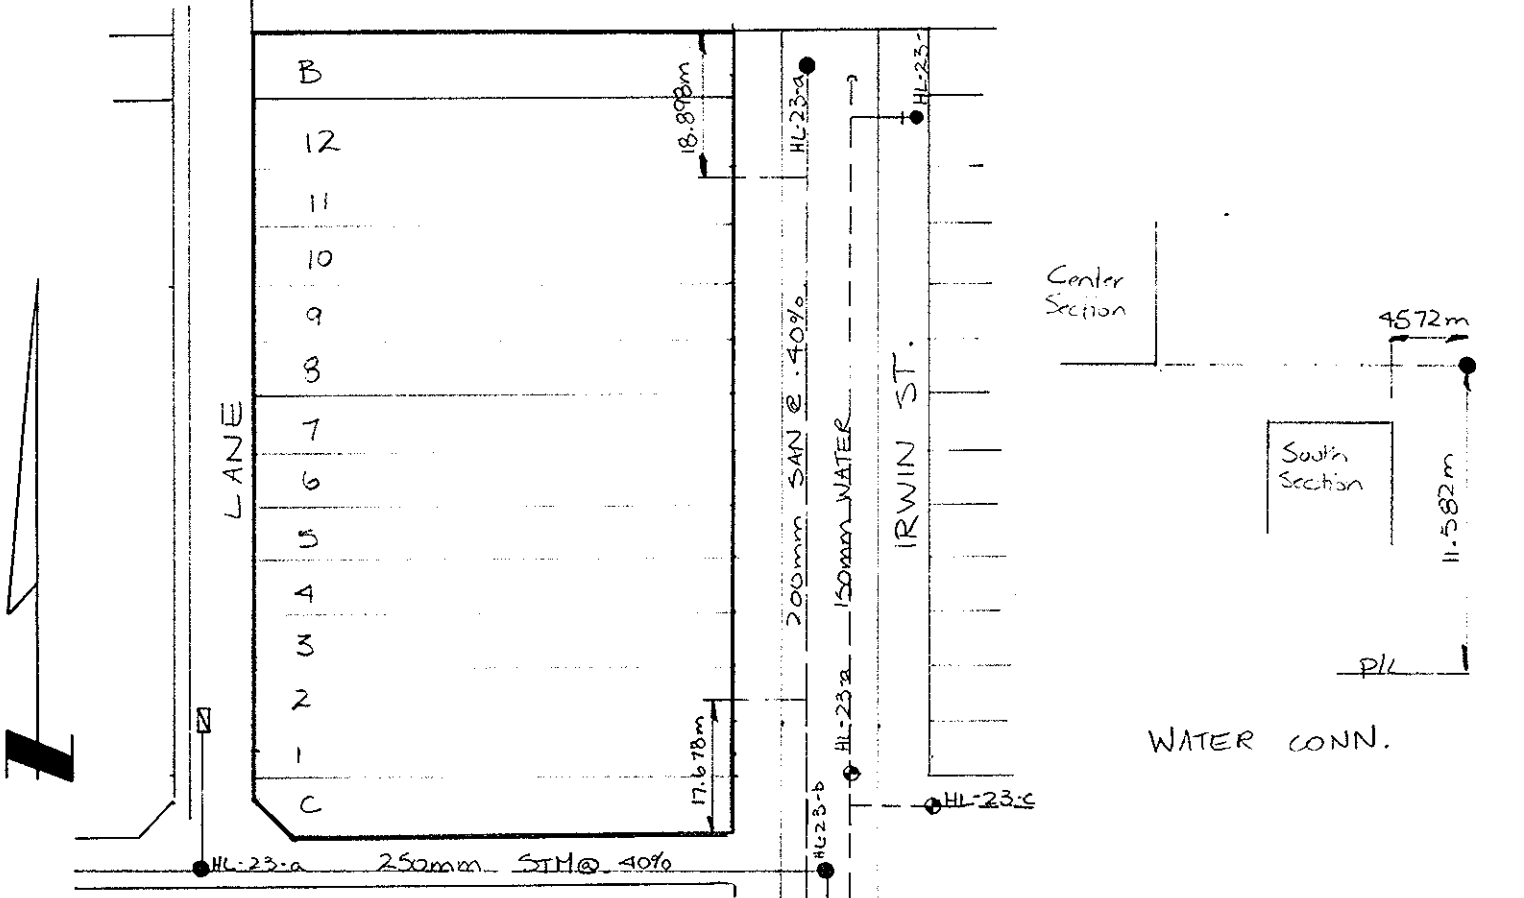 B
12
11
10
9
8
7
6
5
4
3
2
1
C
LANE
18.898m
17.678m
HL-23-a
200mm SAN @ .40%
HL-23-a 150mm WATER
HL-23-
IRWIN ST.
HL-23-b
HL-23-c
HL-23-a 250mm STM @ .40%
Center
Section
4572m
South
Section
11.582m
P/L
WATER CONN.